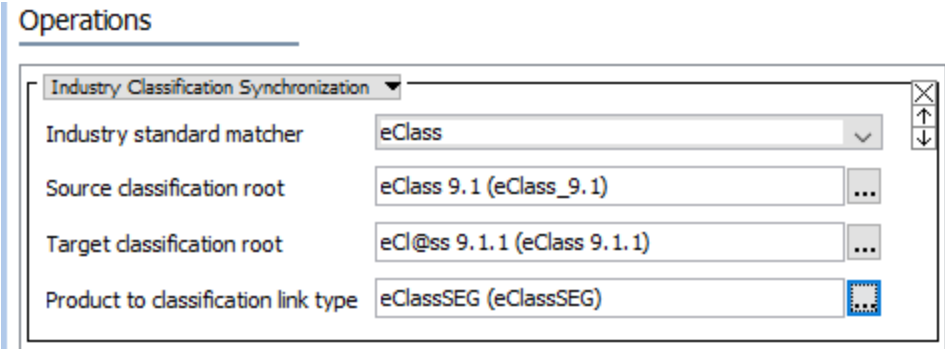 Operations
Industry Classification Synchronization
Industry standard matcher eClass
Source classification root eClass 9.1 (eClass_9.1) ...
Target classification root eCl@ss 9.1.1 (eClass 9.1.1) ...
Product to classification link type eClassSEG (eClassSEG) ...